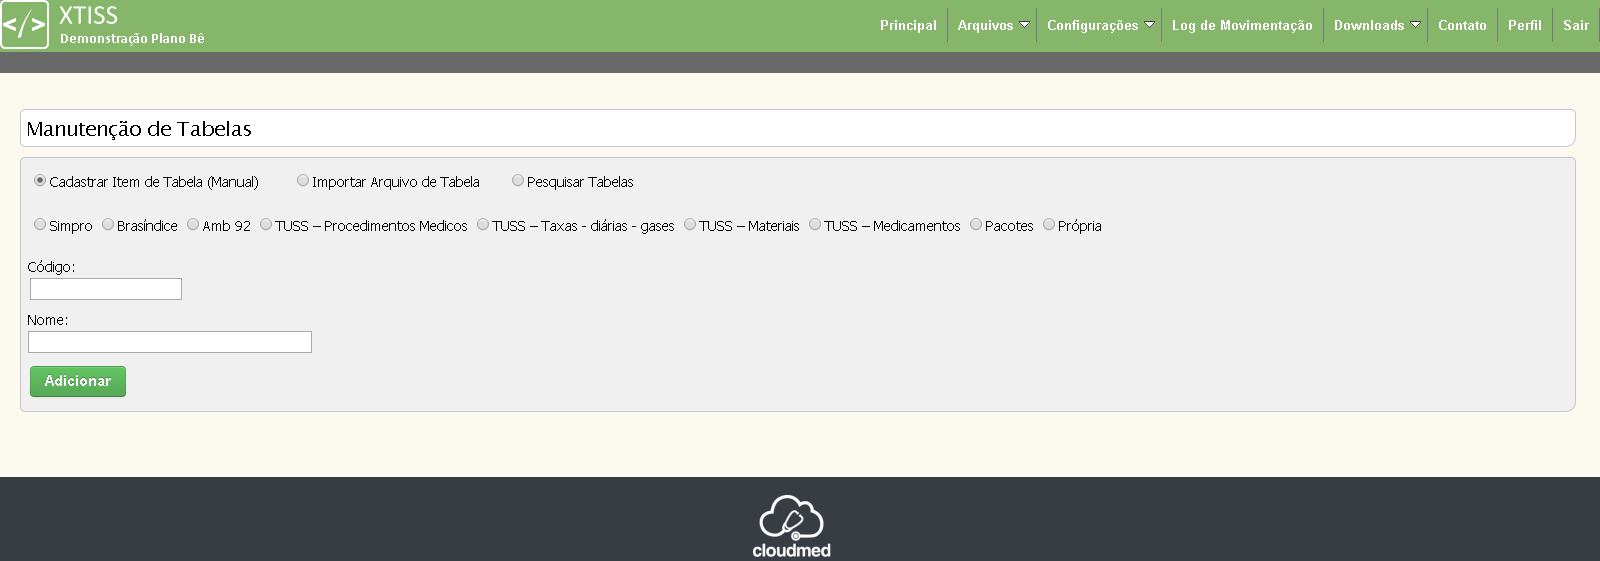 </> XTISS
Demonstração Plano Bê
Principal Arquivos Configurações Log de Movimentação Downloads Contato Perfil Sair
Manutenção de Tabelas
Cadastrar Item de Tabela (Manual) Importar Arquivo de Tabela Pesquisar Tabelas
Simpro Brasíndice Amb 92 TUSS – Procedimentos Medicos TUSS – Taxas - diárias - gases TUSS – Materiais TUSS – Medicamentos Pacotes Própria
Código:
Nome:
Adicionar
cloudmed